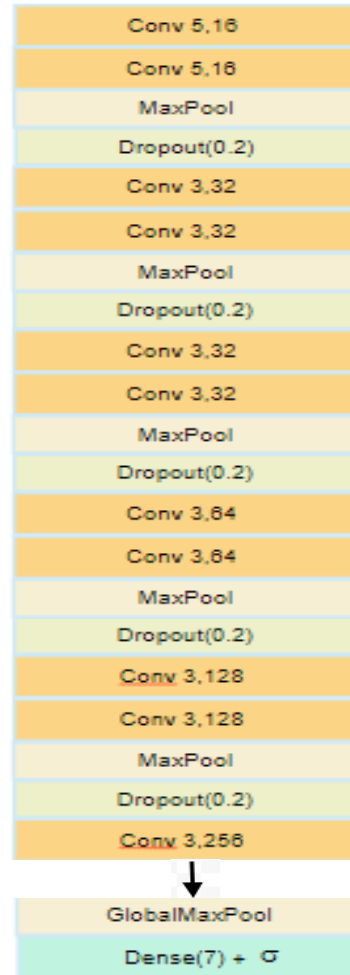 Conv 5,16
Conv 5,16
MaxPool
Dropout(0.2)
Conv 3,32
Conv 3,32
MaxPool
Dropout(0.2)
Conv 3,32
Conv 3,32
MaxPool
Dropout(0.2)
Conv 3,64
Conv 3,64
MaxPool
Dropout(0.2)
Conv 3,128
Conv 3,128
MaxPool
Dropout(0.2)
Conv 3,256
GlobalMaxPool
Dense(7) + σ